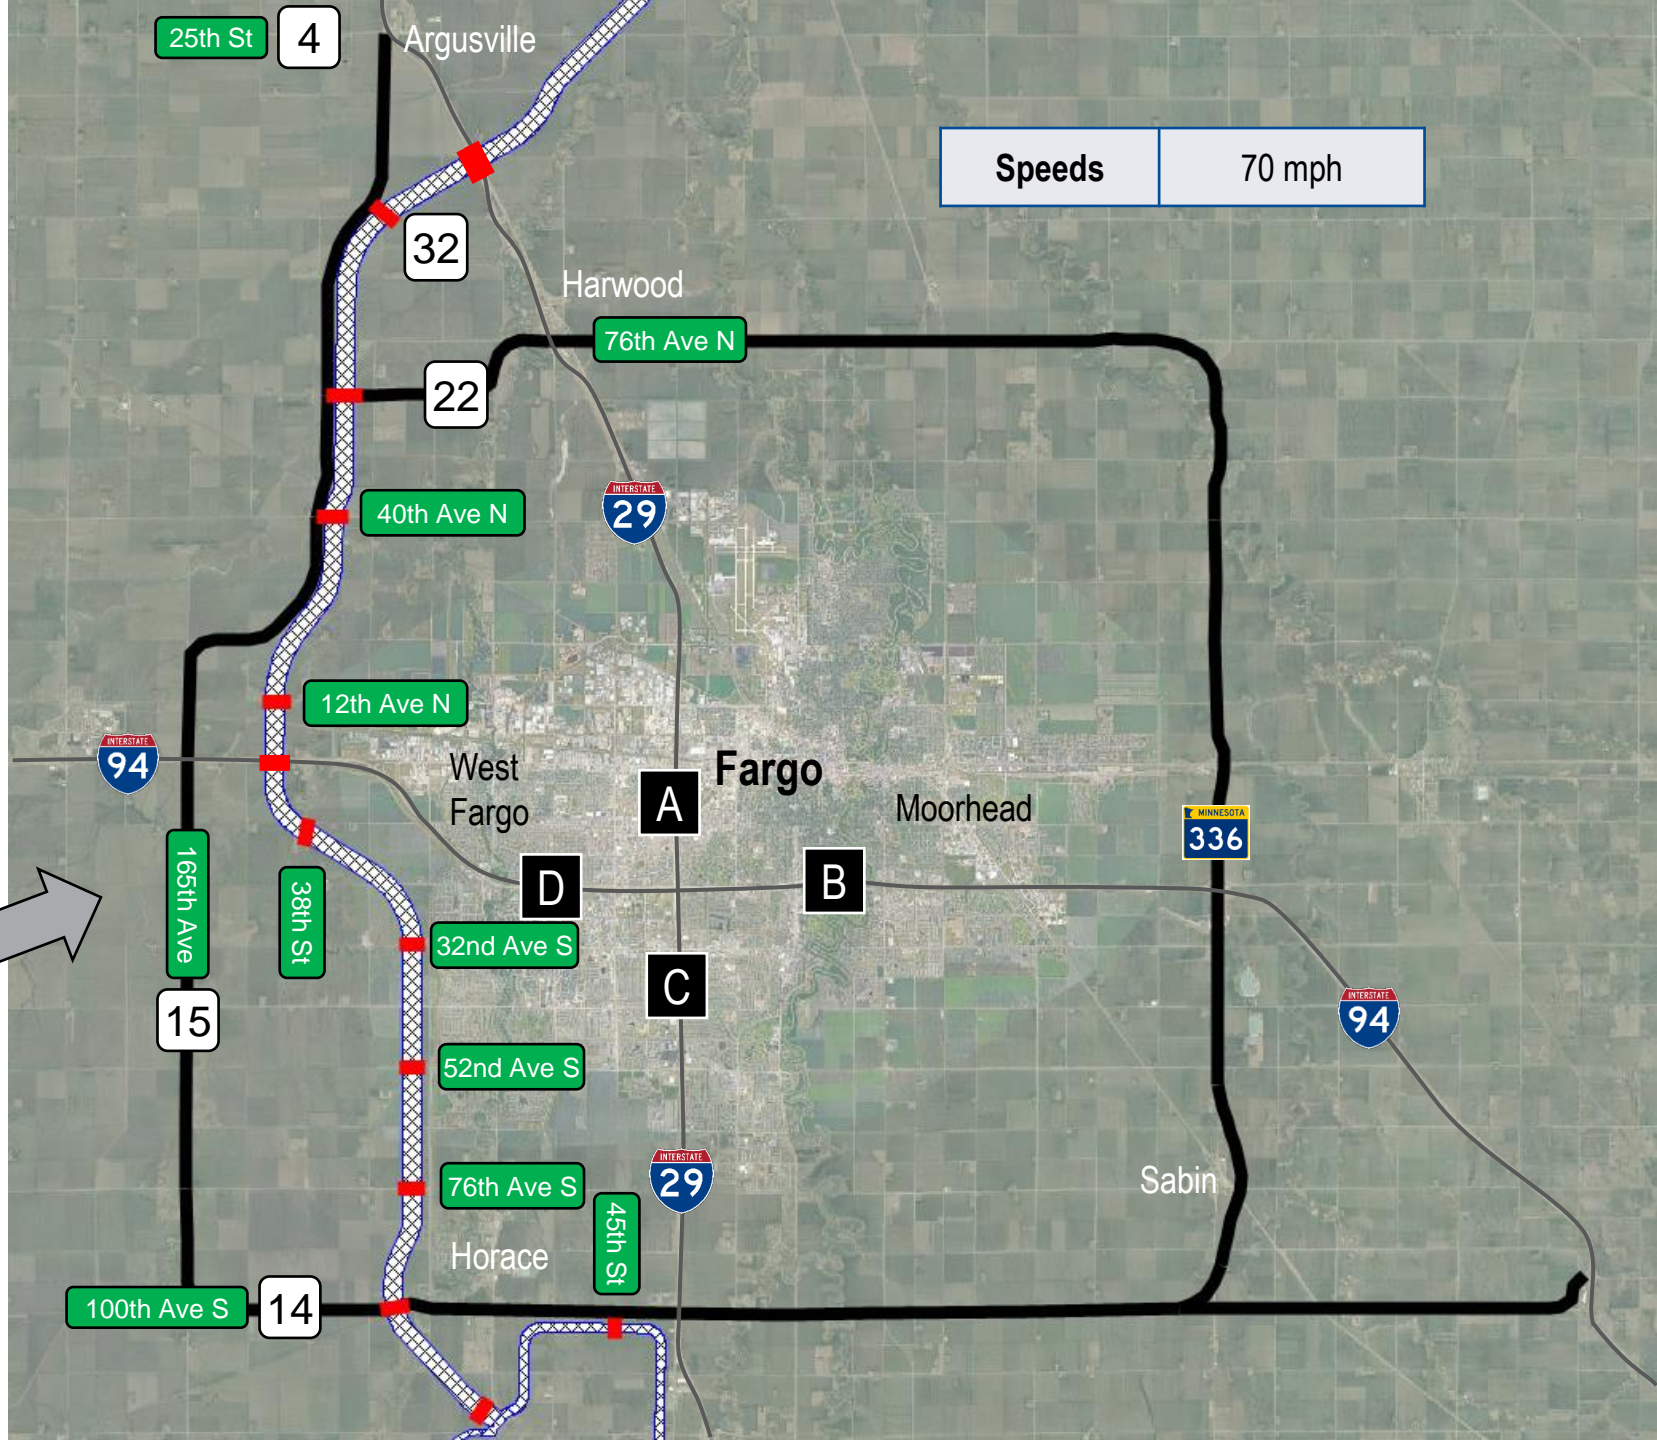 25th St
4
Argusville
Speeds
70 mph
32
Harwood
76th Ave N
22
40th Ave N
INTERSTATE
29
12th Ave N
INTERSTATE
94
West
Fargo
A
Fargo
Moorhead
MINNESOTA
336
165th Ave
38th St
D
B
32nd Ave S
C
15
INTERSTATE
94
52nd Ave S
76th Ave S
45th St
INTERSTATE
29
Sabin
Horace
100th Ave S
14